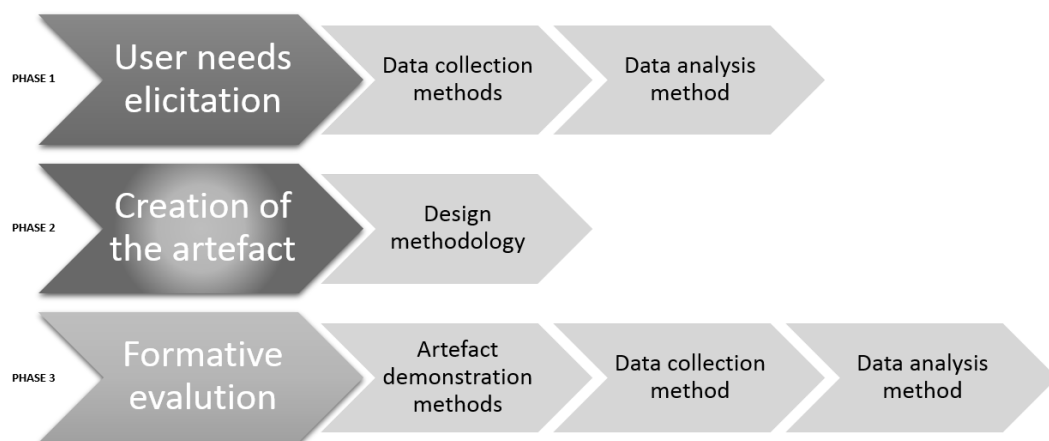 PHASE 1
User needs
elicitation
Data collection
methods
Data analysis
method
PHASE 2
Creation of
the artefact
Design
methodology
PHASE 3
Formative
evalution
Artefact
demonstration
methods
Data collection
method
Data analysis
method